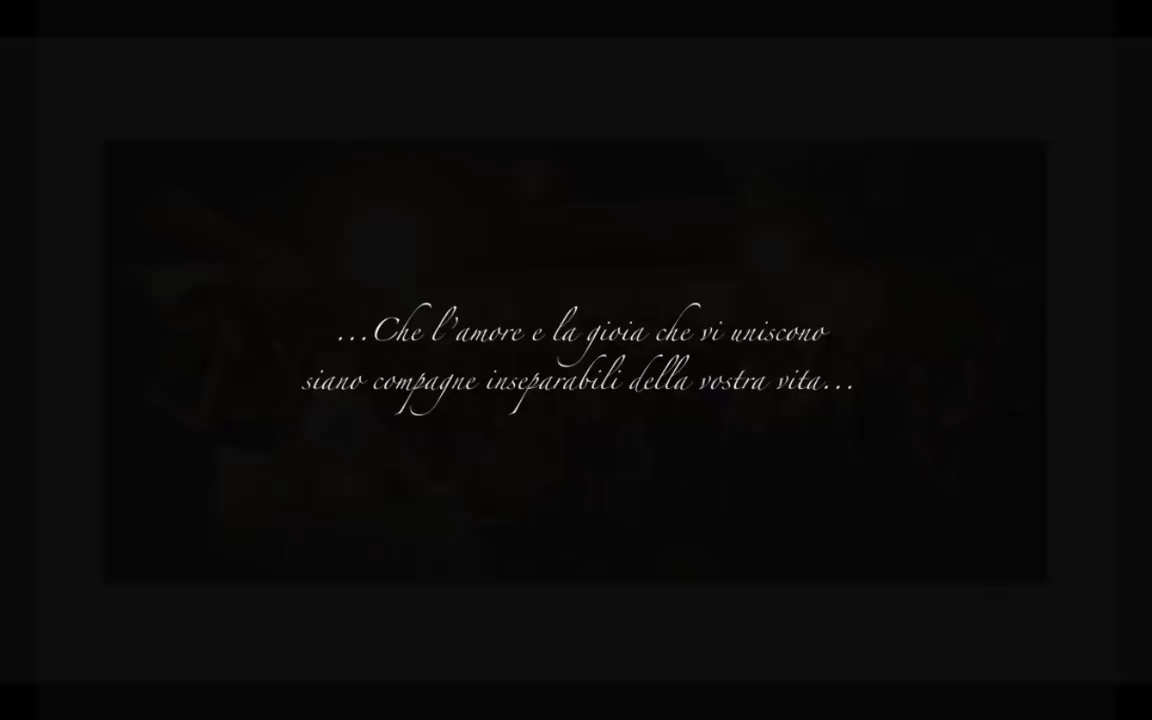 ...Che l'amore e la gioia che vi uniscono
siano compagne inseparabili della vostra vita...